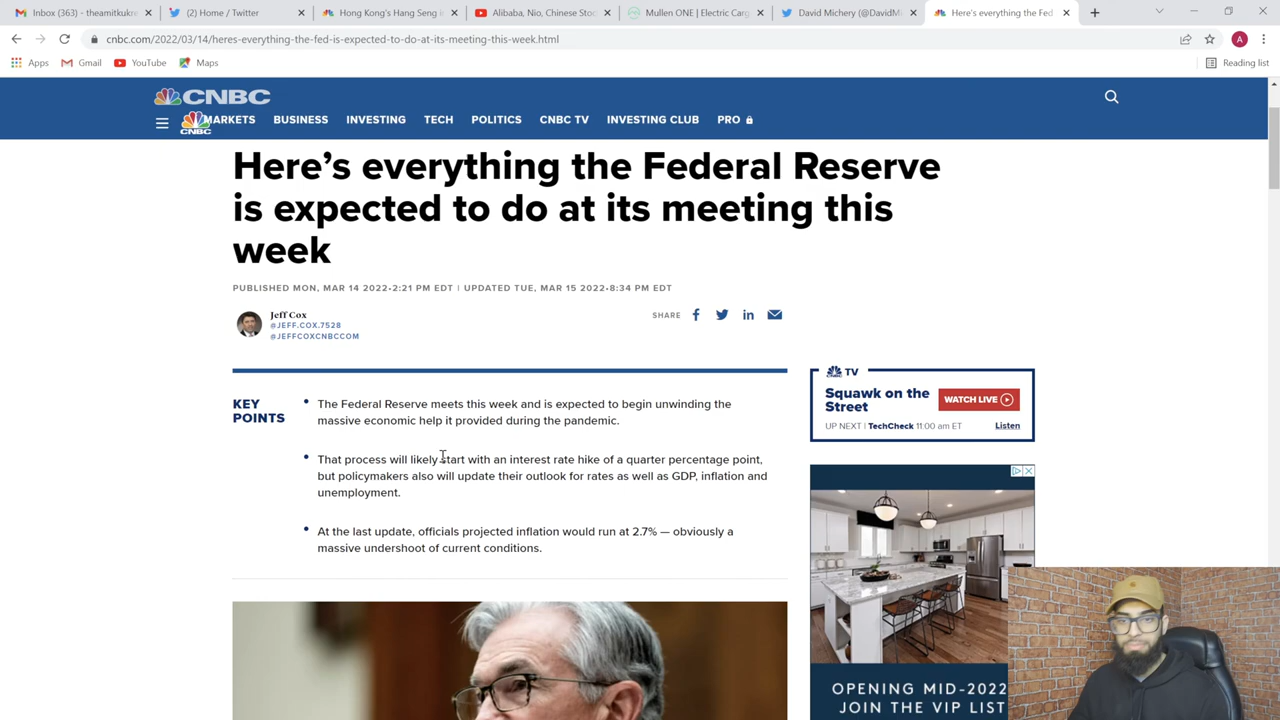 Inbox (363) - theamitkukre
(2) Home / Twitter
Hong Kong's Hang Seng in
Alibaba, Nio, Chinese Stoc
Mullen ONE | Electric Carg
David Michery (@DavidM
Here's everything the Fed
cnbc.com/2022/03/14/heres-everything-the-fed-is-expected-to-do-at-its-meeting-this-week.html
A
Apps
Gmail
YouTube
Maps
Reading list
CNBC
CNBC
MARKETS
BUSINESS
INVESTING
TECH
POLITICS
CNBC TV
INVESTING CLUB
PRO
Here's everything the Federal Reserve
is expected to do at its meeting this
week
PUBLISHED MON, MAR 14 2022•2:21 PM EDT | UPDATED TUE, MAR 15 2022•8:34 PM EDT
Jeff Cox
@JEFF.COX.7528
@JEFFCOXCNBCCOM
SHARE
KEY
POINTS
• The Federal Reserve meets this week and is expected to begin unwinding the
massive economic help it provided during the pandemic.
• That process will likely start with an interest rate hike of a quarter percentage point,
but policymakers also will update their outlook for rates as well as GDP, inflation and
unemployment.
• At the last update, officials projected inflation would run at 2.7% — obviously a
massive undershoot of current conditions.
TV
Squawk on the
Street
WATCH LIVE
UP NEXT | TechCheck 11:00 am ET
Listen
OPENING MID-2022
JOIN THE VIP LIST